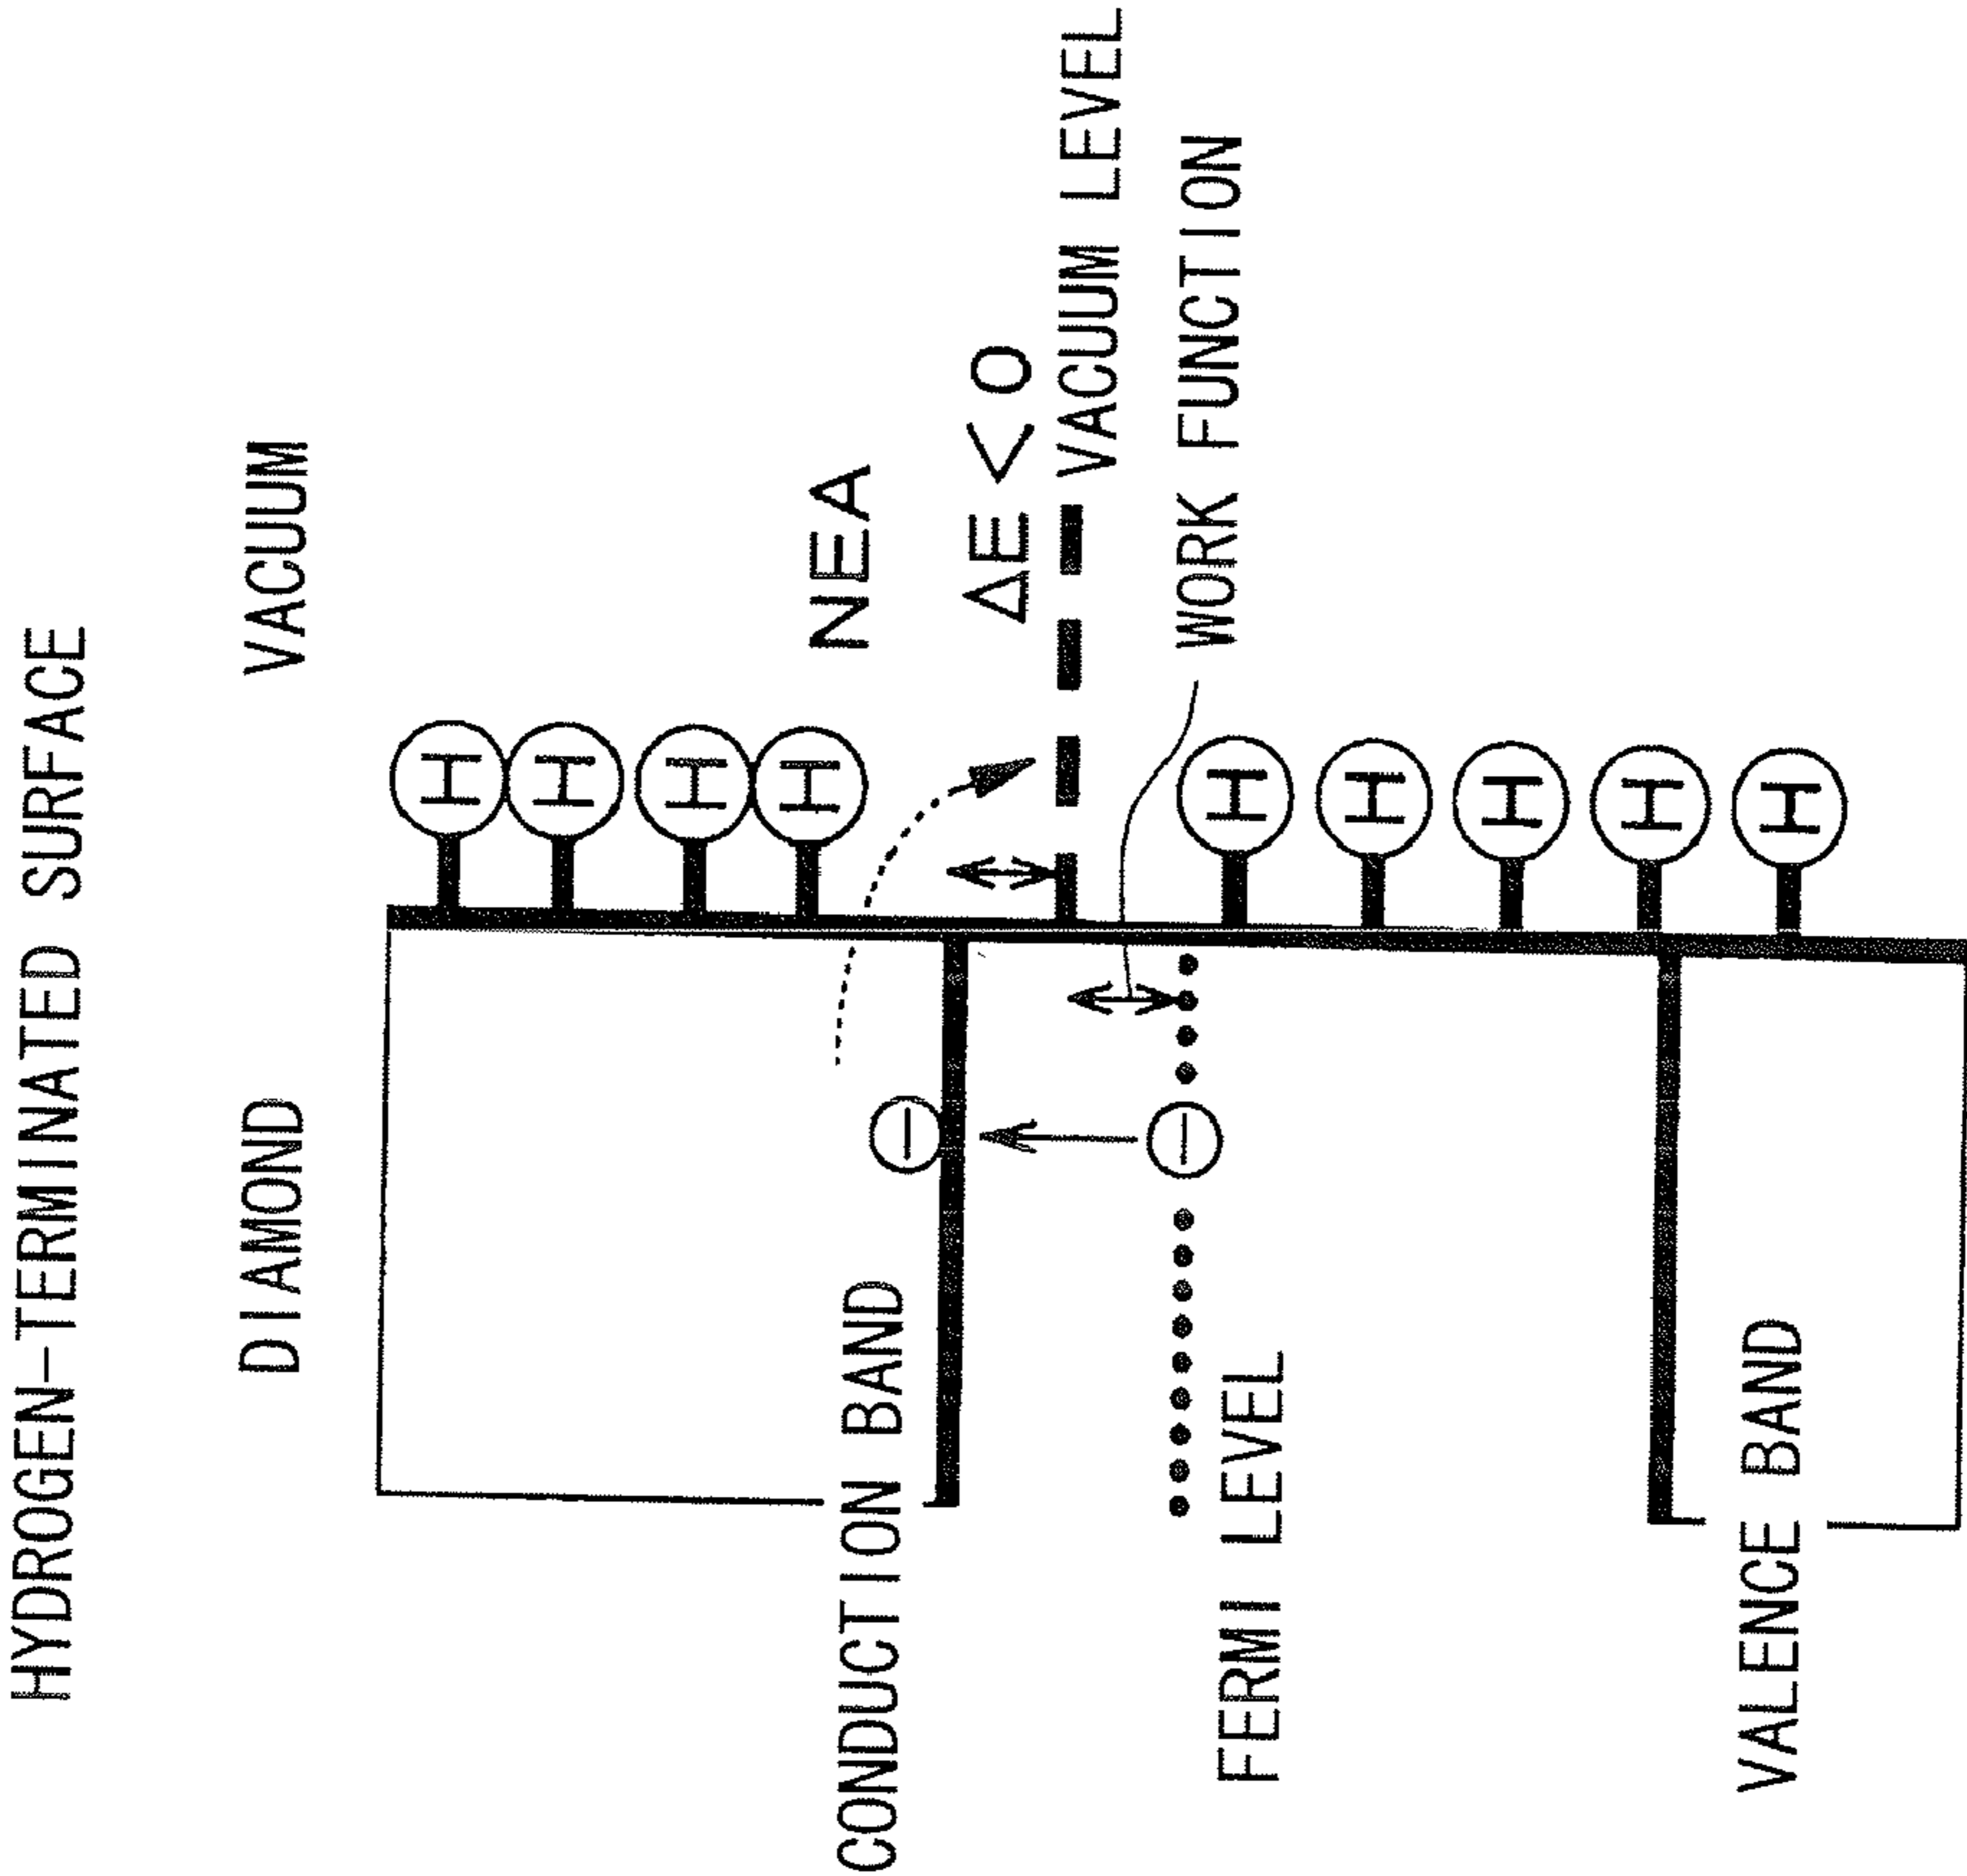 HYDROGEN-TERMINATED SURFACE
DIAMOND
VACUUM
H
H
H
H
CONDUCTION BAND
NEA
ΔE<0
VACUUM LEVEL
WORK FUNCTION
FERMI LEVEL
H
H
H
H
H
VALENCE BAND